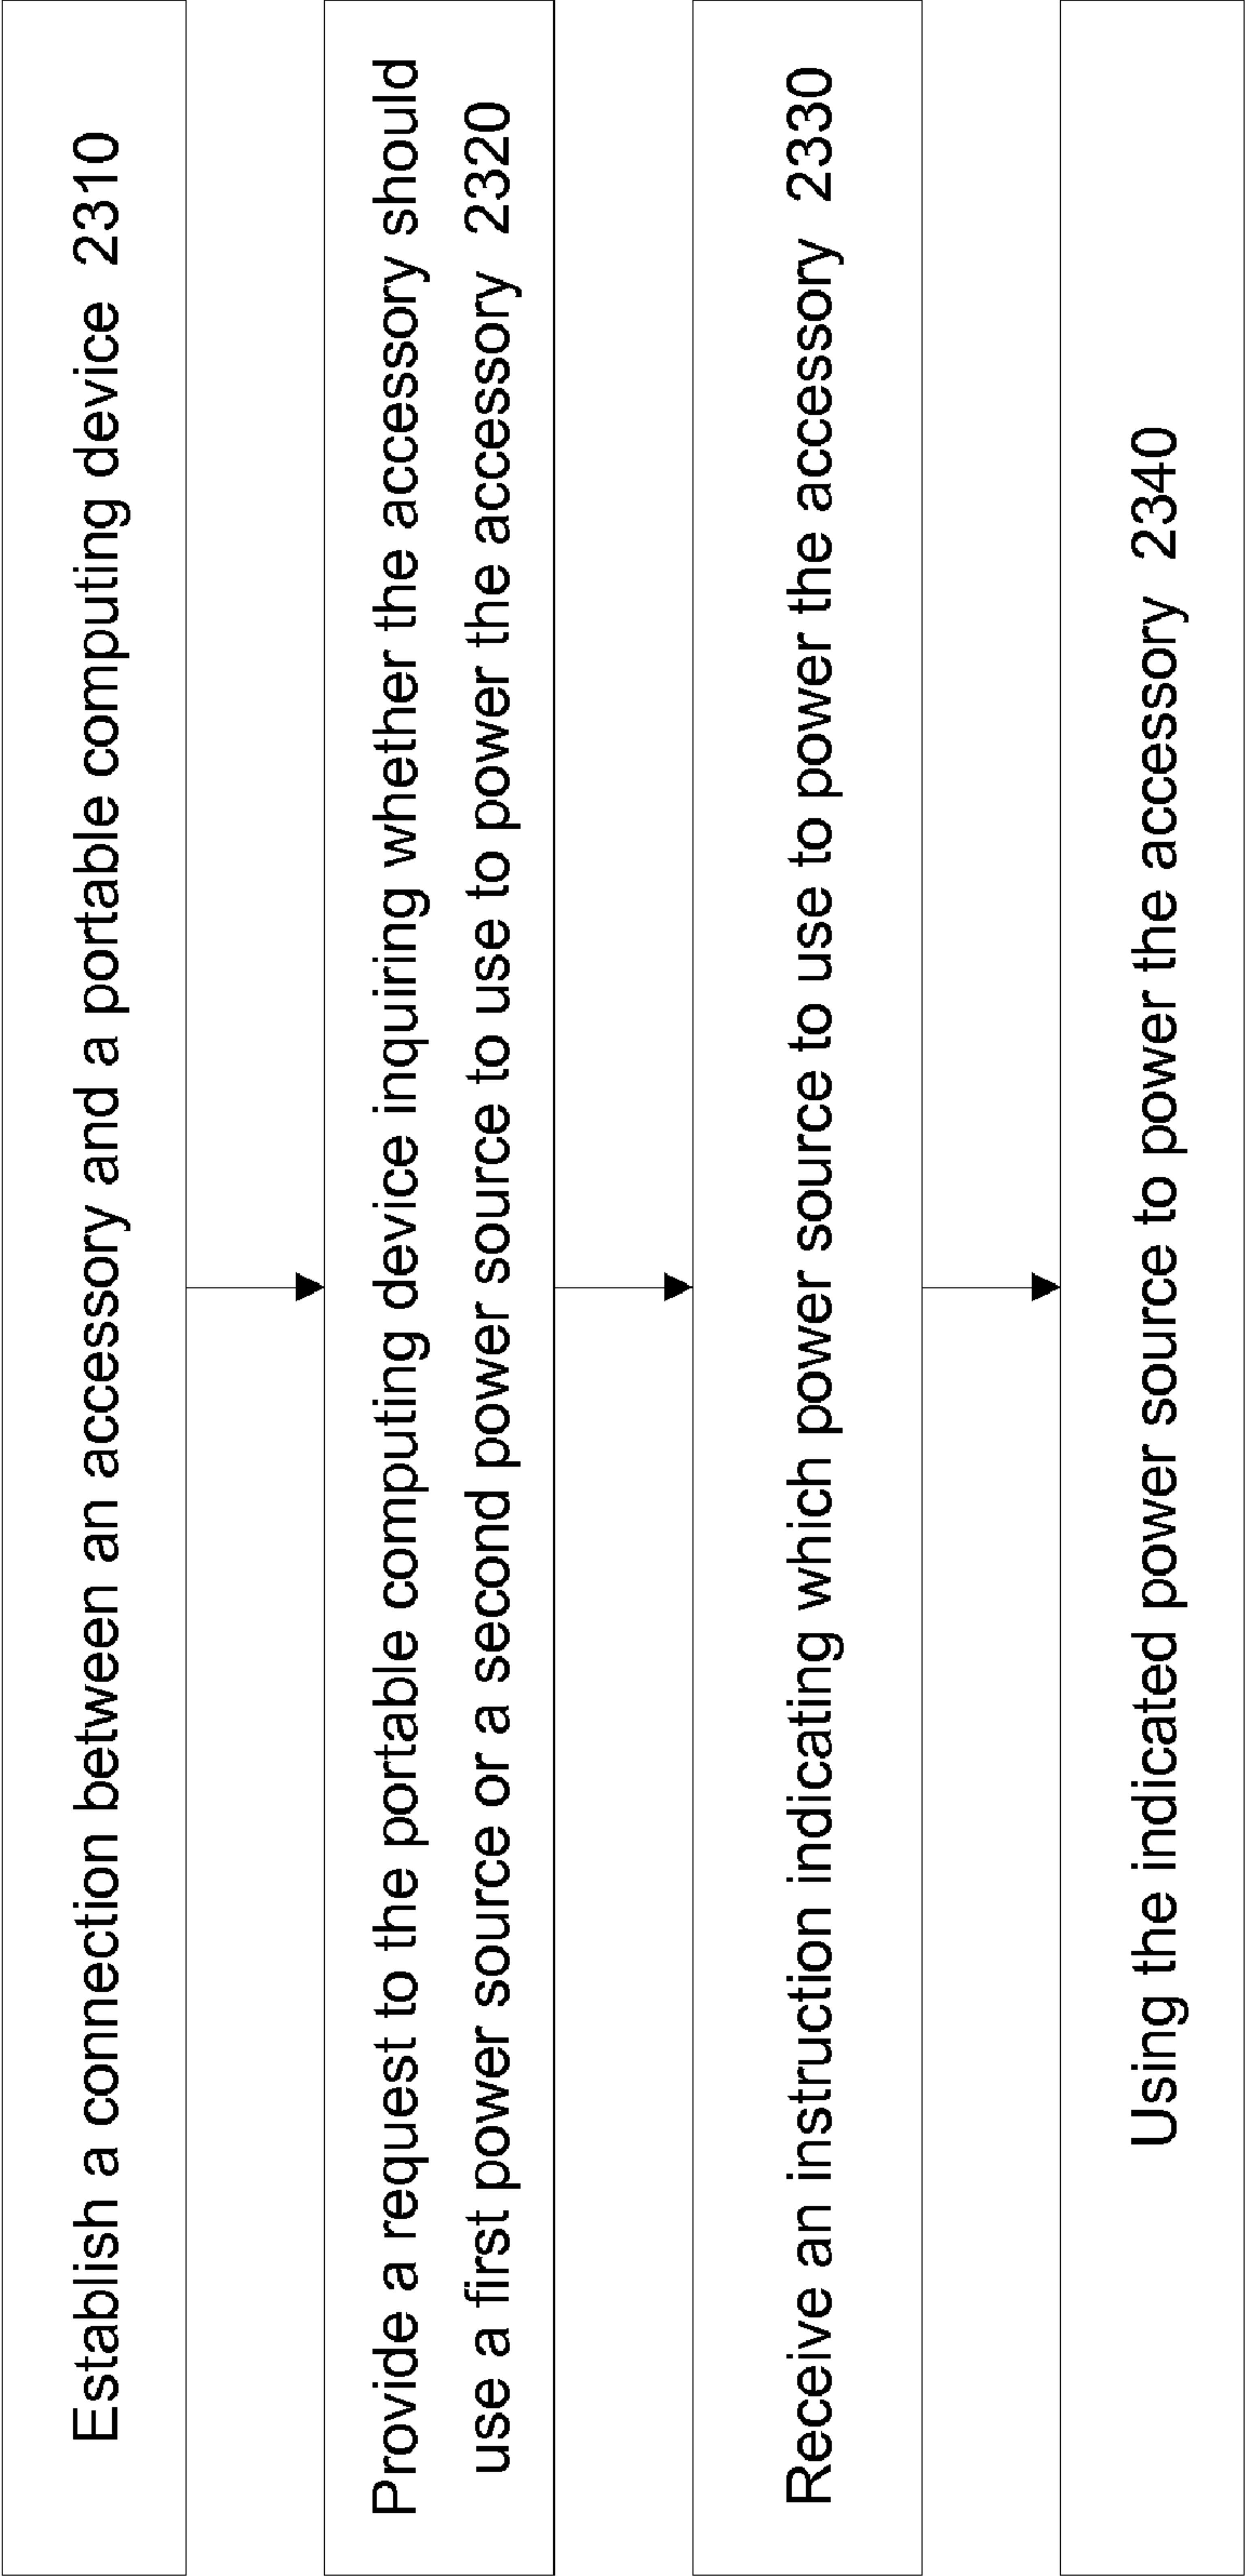 Establish a connection between an accessory and a portable computing device 2310
Provide a request to the portable computing device inquiring whether the accessory should
use a first power source or a second power source to use to power the accessory 2320
Receive an instruction indicating which power source to use to power the accessory 2330
Using the indicated power source to power the accessory 2340